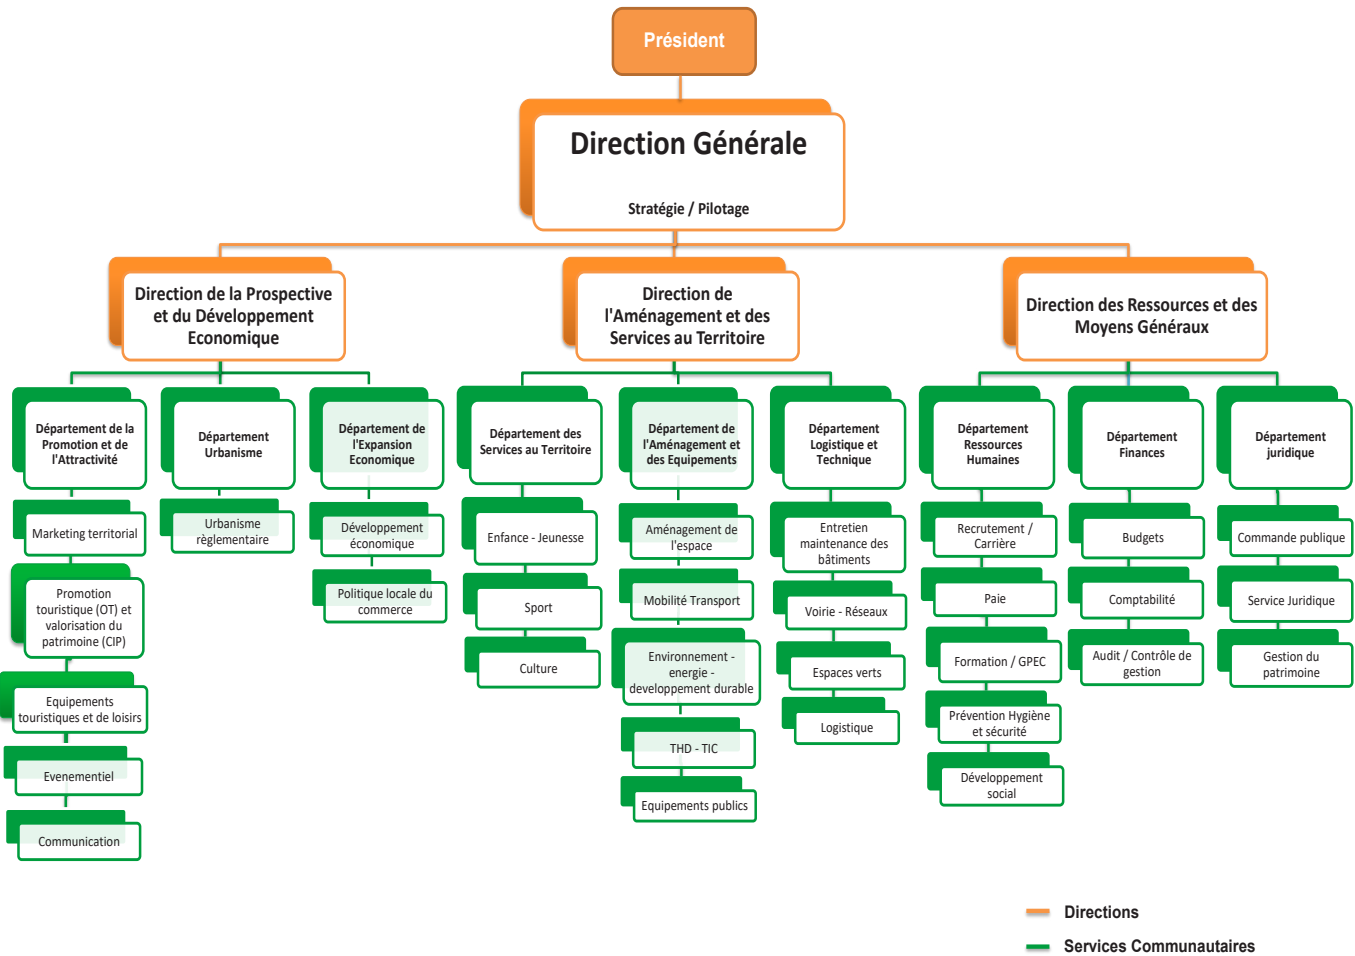 Président
Direction Générale
Stratégie / Pilotage
Direction de la Prospective
et du Développement
Economique
Direction de
l'Aménagement et des
Services au Territoire
Direction des Ressources et des
Moyens Généraux
Département de la
Promotion et de
l'Attractivité
Marketing territorial
Promotion
touristique (OT) et
valorisation du
patrimoine (CIP)
Equipements
touristiques et de loisirs
Evenementiel
Communication
Département
Urbanisme
Urbanisme
règlementaire
Département de
l'Expansion
Economique
Développement
économique
Politique locale du
commerce
Département des
Services au Territoire
Enfance - Jeunesse
Sport
Culture
Département de
l'Aménagement et
des Equipements
Aménagement de
l'espace
Mobilité Transport
Environnement -
energie -
developpement durable
THD - TIC
Equipements publics
Département
Logistique et
Technique
Entretien
maintenance des
bâtiments
Voirie - Réseaux
Espaces verts
Logistique
Département
Ressources
Humaines
Recrutement /
Carrière
Paie
Formation / GPEC
Prévention Hygiène
et sécurité
Développement
social
Département
Finances
Budgets
Comptabilité
Audit / Contrôle de
gestion
Département
juridique
Commande publique
Service Juridique
Gestion du
patrimoine
Directions
Services Communautaires